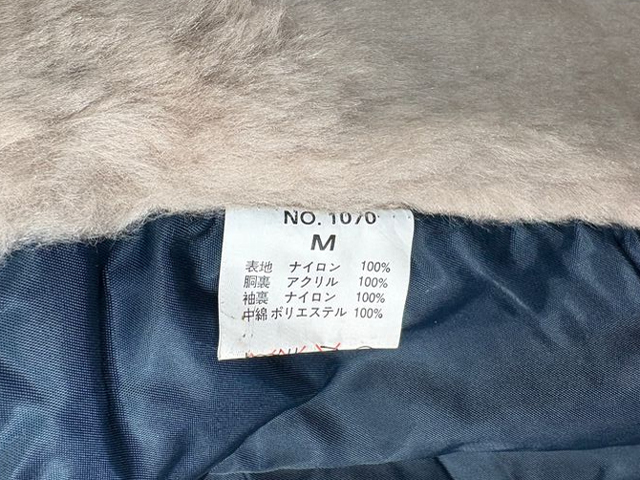 NO. 1070
M
表地 ナイロン 100%
胴裏 アクリル 100%
袖裏 ナイロン 100%
中綿 ポリエステル 100%